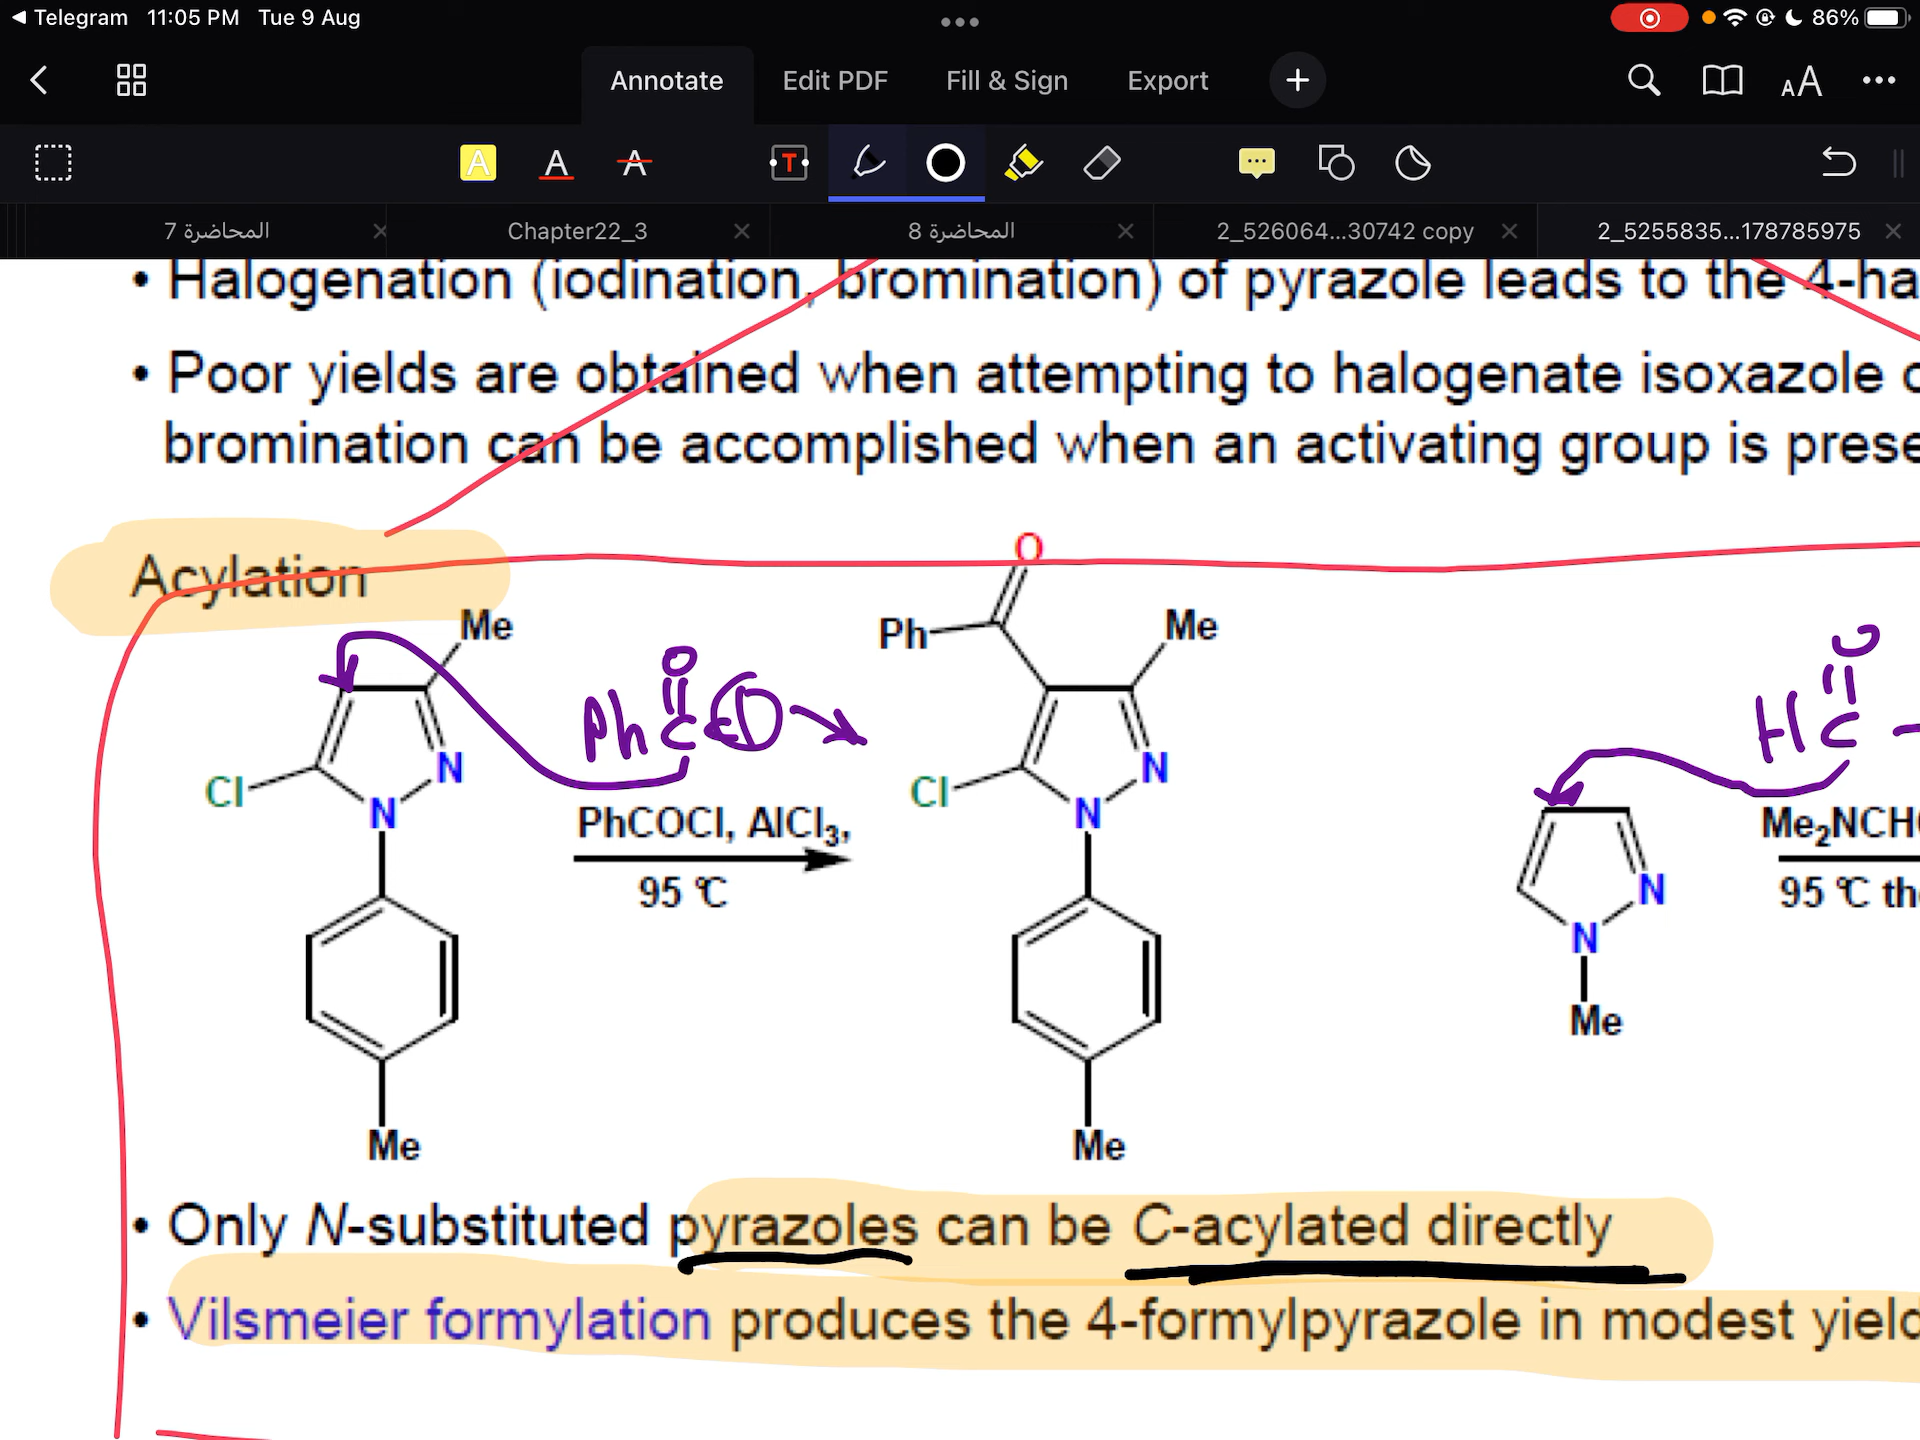 Telegram 11:05 PM Tue 9 Aug 86%
Annotate Edit PDF Fill & Sign Export
AA
A A A T
المحاضرة 7 Chapter22_3 المحاضرة 8 2_526064...30742 copy 2_5255835...178785975
• Halogenation (iodination, bromination) of pyrazole leads to the 4-ha
• Poor yields are obtained when attempting to halogenate isoxazole
bromination can be accomplished when an activating group is prese
Acylation
O
Me Ph Me
O
Ph C
O
H C
Cl N N
Cl N N
PhCOCl, AlCl₃,
95 ℃
Me₂NCH
95 ℃ th
N N
Me
Me Me
• Only N-substituted pyrazoles can be C-acylated directly
• Vilsmeier formylation produces the 4-formylpyrazole in modest yield